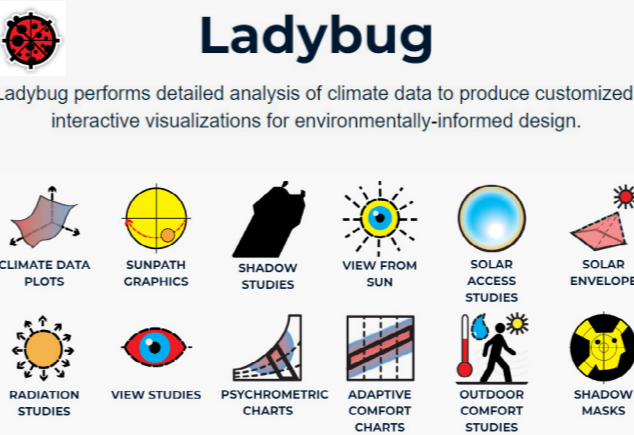 Ladybug
Ladybug performs detailed analysis of climate data to produce customized,
interactive visualizations for environmentally-informed design.
CLIMATE DATA
PLOTS
SUNPATH
GRAPHICS
SHADOW
STUDIES
VIEW FROM
SUN
SOLAR
ACCESS
STUDIES
SOLAR
ENVELOPE
RADIATION
STUDIES
VIEW STUDIES
PSYCHROMETRIC
CHARTS
ADAPTIVE
COMFORT
CHARTS
OUTDOOR
COMFORT
STUDIES
SHADOW
MASKS